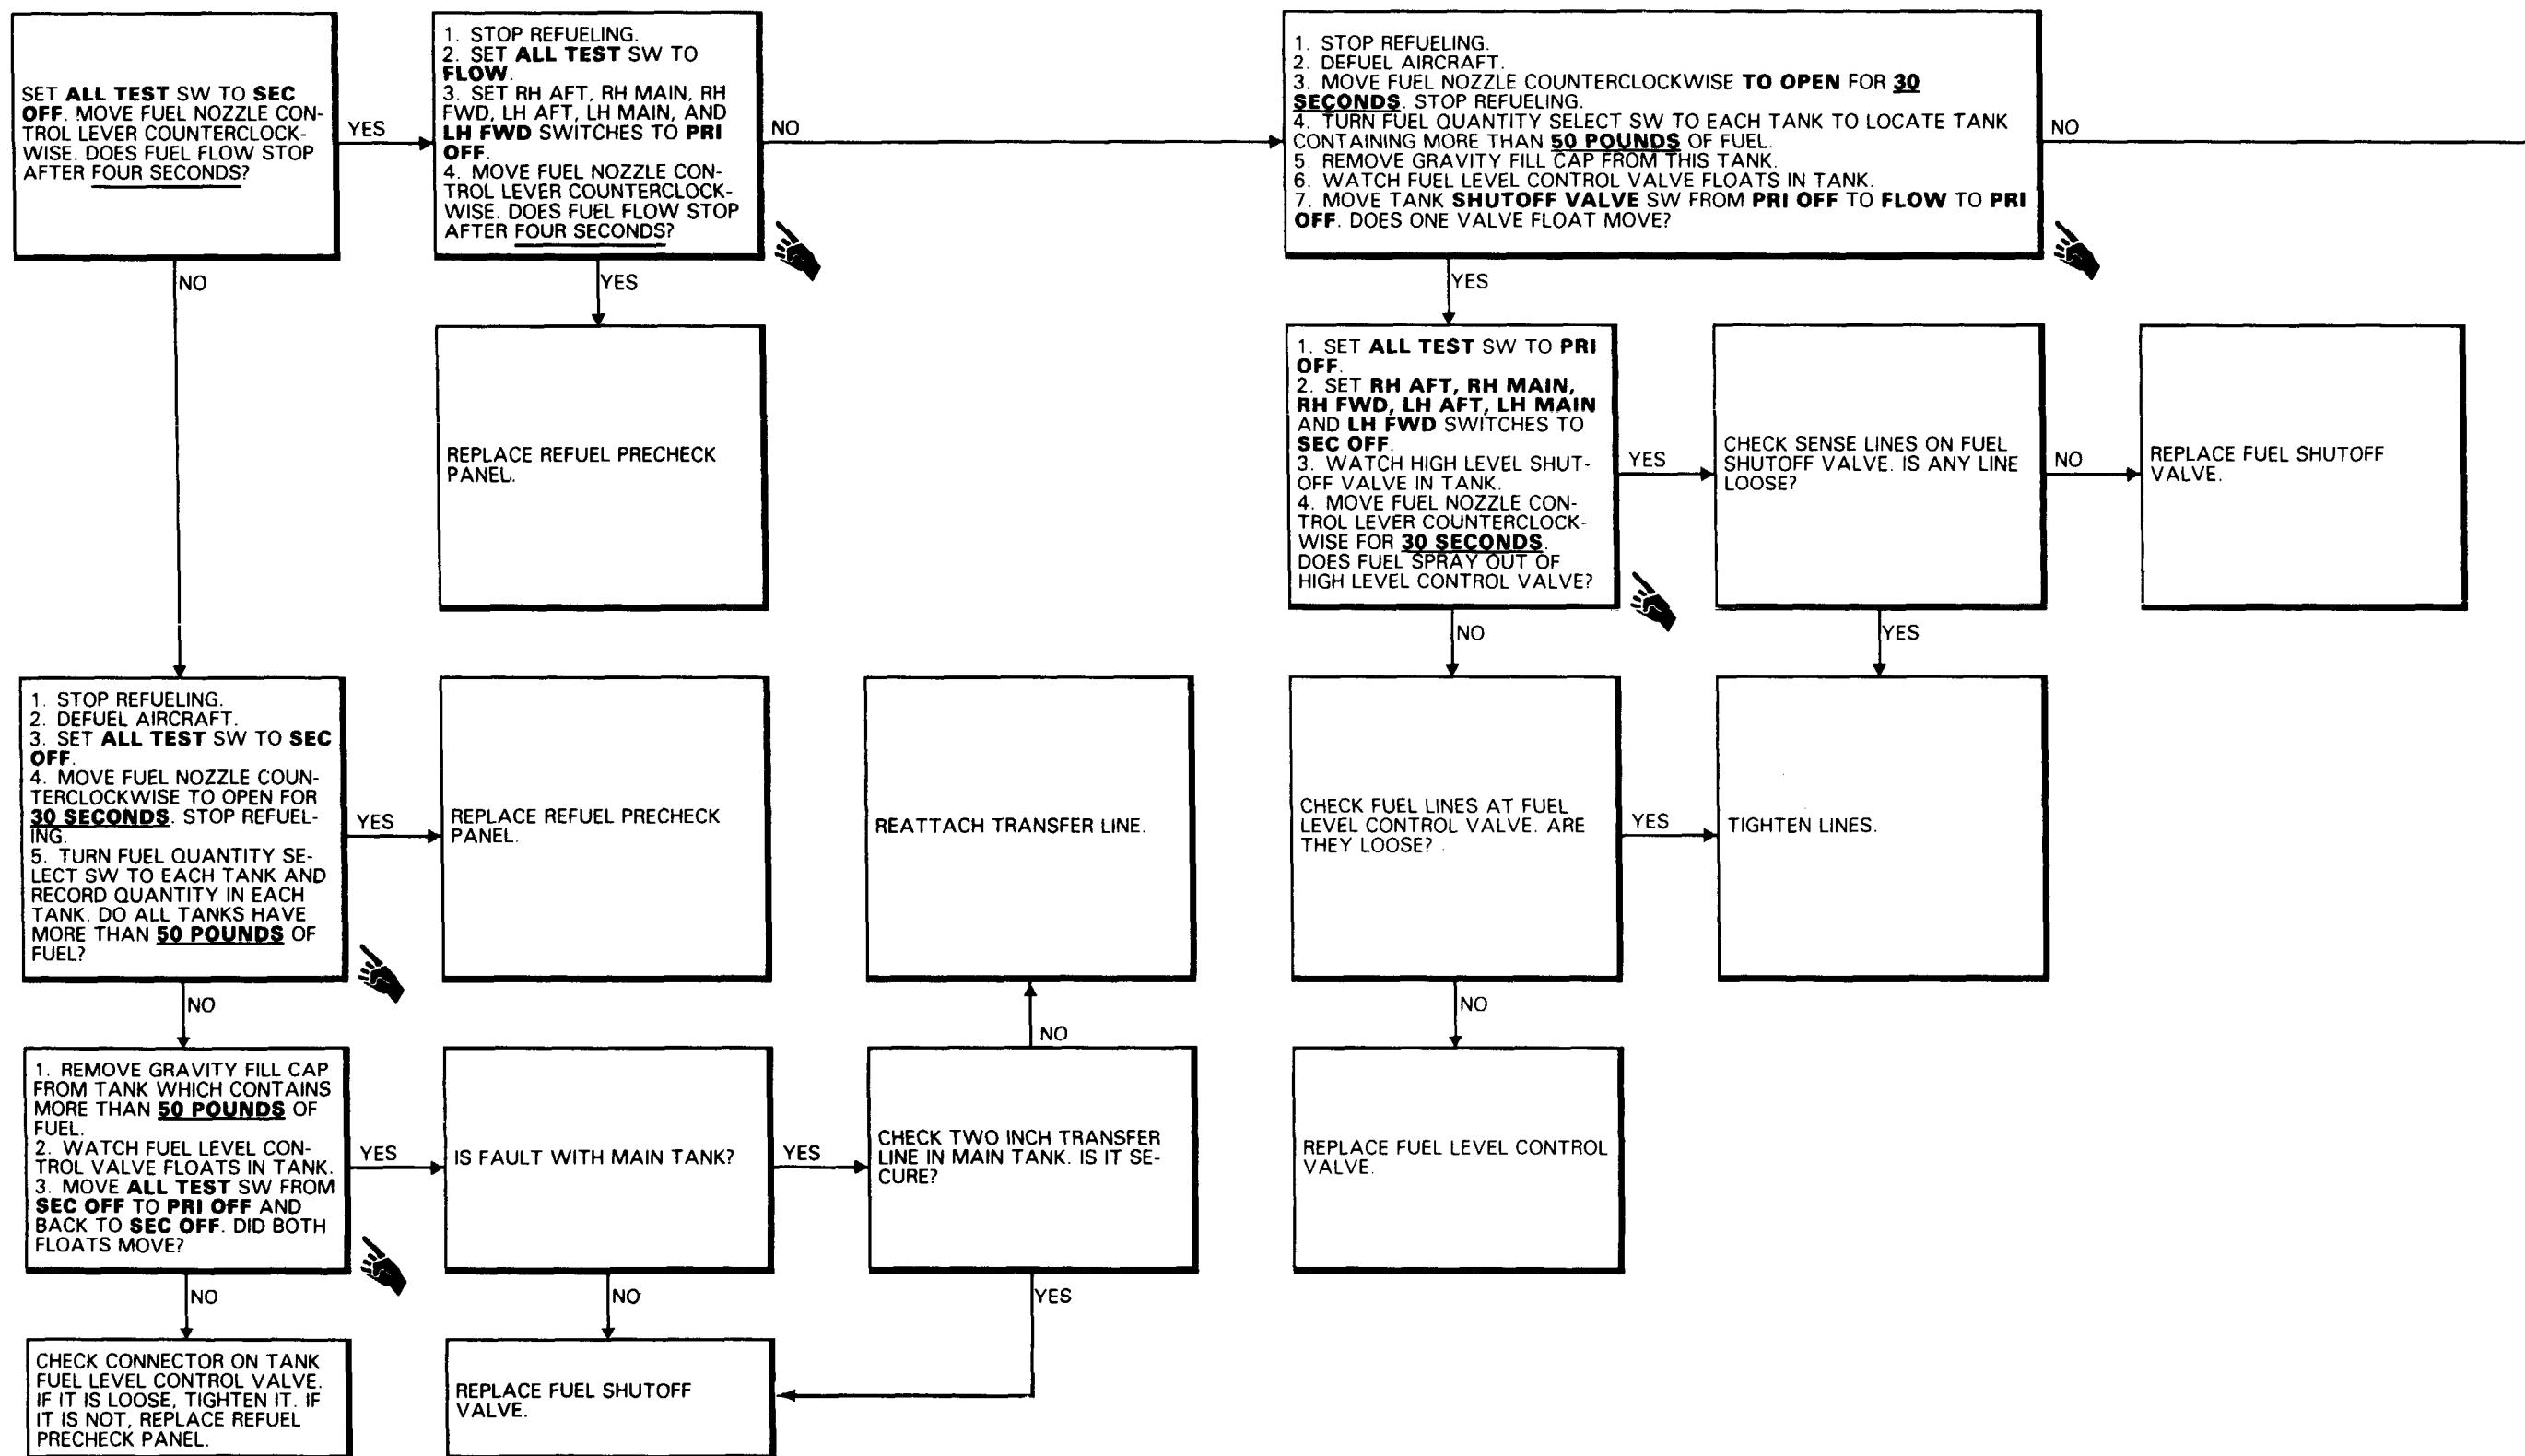 SET ALL TEST SW TO SEC
OFF. MOVE FUEL NOZZLE CON-
TROL LEVER COUNTERCLOCK-
WISE. DOES FUEL FLOW STOP
AFTER FOUR SECONDS?
YES
NO
1. STOP REFUELING.
2. SET ALL TEST SW TO
FLOW.
3. SET RH AFT, RH MAIN, RH
FWD, LH AFT, LH MAIN, AND
LH FWD SWITCHES TO PRI
OFF.
4. MOVE FUEL NOZZLE CON-
TROL LEVER COUNTERCLOCK-
WISE. DOES FUEL FLOW STOP
AFTER FOUR SECONDS?
NO
YES
1. STOP REFUELING.
2. DEFUEL AIRCRAFT.
3. MOVE FUEL NOZZLE COUNTERCLOCKWISE TO OPEN FOR 30
SECONDS. STOP REFUELING.
4. TURN FUEL QUANTITY SELECT SW TO EACH TANK TO LOCATE TANK
CONTAINING MORE THAN 50 POUNDS OF FUEL.
5. REMOVE GRAVITY FILL CAP FROM THIS TANK.
6. WATCH FUEL LEVEL CONTROL VALVE FLOATS IN TANK.
7. MOVE TANK SHUTOFF VALVE SW FROM PRI OFF TO FLOW TO PRI
OFF. DOES ONE VALVE FLOAT MOVE?
NO
YES
REPLACE REFUEL PRECHECK
PANEL.
1. SET ALL TEST SW TO PRI
OFF.
2. SET RH AFT, RH MAIN,
RH FWD, LH AFT, LH MAIN
AND LH FWD SWITCHES TO
SEC OFF.
3. WATCH HIGH LEVEL SHUT-
OFF VALVE IN TANK.
4. MOVE FUEL NOZZLE CON-
TROL LEVER COUNTERCLOCK-
WISE FOR 30 SECONDS.
DOES FUEL SPRAY OUT OF
HIGH LEVEL CONTROL VALVE?
YES
NO
CHECK SENSE LINES ON FUEL
SHUTOFF VALVE. IS ANY LINE
LOOSE?
NO
YES
REPLACE FUEL SHUTOFF
VALVE.
1. STOP REFUELING.
2. DEFUEL AIRCRAFT.
3. SET ALL TEST SW TO SEC
OFF.
4. MOVE FUEL NOZZLE COUN-
TERCLOCKWISE TO OPEN FOR
30 SECONDS. STOP REFUEL-
ING.
5. TURN FUEL QUANTITY SE-
LECT SW TO EACH TANK AND
RECORD QUANTITY IN EACH
TANK. DO ALL TANKS HAVE
MORE THAN 50 POUNDS OF
FUEL?
YES
NO
REPLACE REFUEL PRECHECK
PANEL.
REATTACH TRANSFER LINE.
NO
CHECK FUEL LINES AT FUEL
LEVEL CONTROL VALVE. ARE
THEY LOOSE?
YES
NO
TIGHTEN LINES.
1. REMOVE GRAVITY FILL CAP
FROM TANK WHICH CONTAINS
MORE THAN 50 POUNDS OF
FUEL.
2. WATCH FUEL LEVEL CON-
TROL VALVE FLOATS IN TANK.
3. MOVE ALL TEST SW FROM
SEC OFF TO PRI OFF AND
BACK TO SEC OFF. DID BOTH
FLOATS MOVE?
YES
NO
IS FAULT WITH MAIN TANK?
YES
NO
CHECK TWO INCH TRANSFER
LINE IN MAIN TANK. IS IT SE-
CURE?
YES
REPLACE FUEL LEVEL CONTROL
VALVE.
CHECK CONNECTOR ON TANK
FUEL LEVEL CONTROL VALVE.
IF IT IS LOOSE, TIGHTEN IT. IF
IT IS NOT, REPLACE REFUEL
PRECHECK PANEL.
REPLACE FUEL SHUTOFF
VALVE.